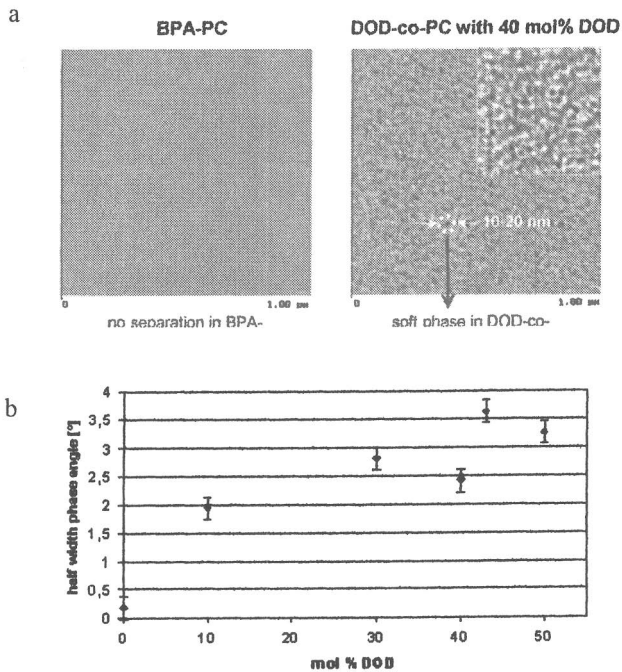 a
BPA-PC
DOD-co-PC with 40 mol% DOD
10-20 nm
0 1.00 µm
0 1.00 µm
no separation in BPA-
soft phase in DOD-co-
b
half width phase angle [°]
4
3,5
3
2,5
2
1,5
1
0,5
0
0 10 20 30 40 50
mol % DOD